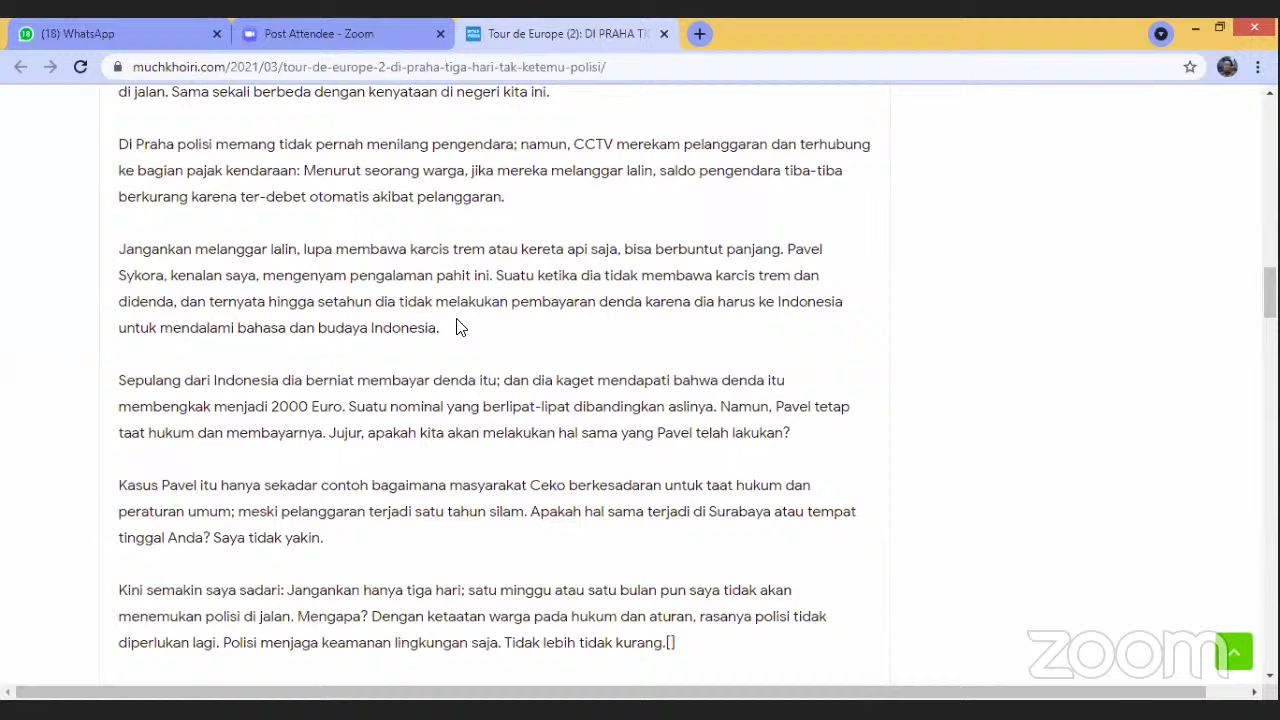 (18) WhatsApp
Post Attendee - Zoom
Tour de Europe (2): DI PRAHA TI
muchkhoiri.com/2021/03/tour-de-europe-2-di-praha-tiga-hari-tak-ketemu-polisi/
di jalan. Sama sekali berbeda dengan kenyataan di negeri kita ini.
Di Praha polisi memang tidak pernah menilang pengendara; namun, CCTV merekam pelanggaran dan terhubung
ke bagian pajak kendaraan: Menurut seorang warga, jika mereka melanggar lalin, saldo pengendara tiba-tiba
berkurang karena ter-debet otomatis akibat pelanggaran.
Jangankan melanggar lalin, lupa membawa karcis trem atau kereta api saja, bisa berbuntut panjang. Pavel
Sykora, kenalan saya, mengenyam pengalaman pahit ini. Suatu ketika dia tidak membawa karcis trem dan
didenda, dan ternyata hingga setahun dia tidak melakukan pembayaran denda karena dia harus ke Indonesia
untuk mendalami bahasa dan budaya Indonesia.
Sepulang dari Indonesia dia berniat membayar denda itu; dan dia kaget mendapati bahwa denda itu
membengkak menjadi 2000 Euro. Suatu nominal yang berlipat-lipat dibandingkan aslinya. Namun, Pavel tetap
taat hukum dan membayarnya. Jujur, apakah kita akan melakukan hal sama yang Pavel telah lakukan?
Kasus Pavel itu hanya sekadar contoh bagaimana masyarakat Ceko berkesadaran untuk taat hukum dan
peraturan umum; meski pelanggaran terjadi satu tahun silam. Apakah hal sama terjadi di Surabaya atau tempat
tinggal Anda? Saya tidak yakin.
Kini semakin saya sadari: Jangankan hanya tiga hari; satu minggu atau satu bulan pun saya tidak akan
menemukan polisi di jalan. Mengapa? Dengan ketaatan warga pada hukum dan aturan, rasanya polisi tidak
diperlukan lagi. Polisi menjaga keamanan lingkungan saja. Tidak lebih tidak kurang.[]
zoom